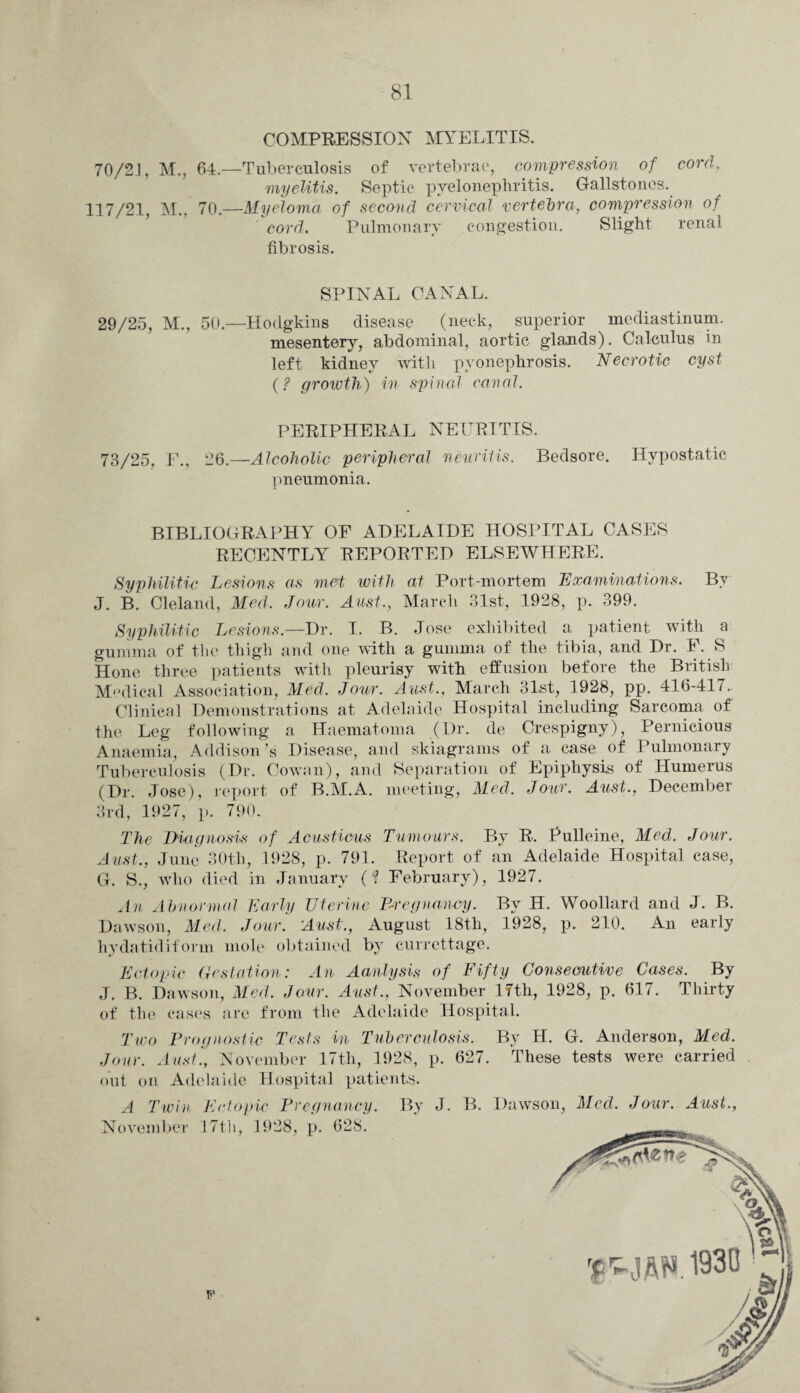 81
COMPRESSION MYELITIS.
70/21, M., 64.—Tuberculosis of vertebrae, compression of cord,
myelitis. Septic pyelonephritis. Gallstones.
117/21, M., 70.—Myeloma of second cervical vertebra, compression of
cord. Pulmonary congestion. Slight renal
fibrosis.
SPINAL CANAL.
29/25, M., 50.—Hodgkins disease (neck, superior mediastinum.
mesentery, abdominal, aortic glands). Calculus in
left kidney with pyonephrosis. Necrotic cyst
(? growth) in spinal canal.
PERIPHERAL NEURITIS.
73/25, F., 26.—Alcoholic peripheral neuritis. Bedsore. Hypostatic
pneumonia.
BIBLIOGRAPHY OF ADELAIDE HOSPITAL CASES
RECENTLY REPORTED ELSEWHERE.
Syphilitic Lesions as met with at Port-mortem Examinations. By
J. B. Cleland, Med. Jour. Aust., March 31st, 1928, p. 399.
Syphilitic Lesions.—Dr. I. B. Jose exhibited a patient with a
gumma of the thigh and one with a gumma of the tibia, and Dr. F. S
Hone three patients with pleurisy with effusion before the British
Medical Association, Med. Jour. Aust., March 31st, 1928, pp. 416-417.
Clinical Demonstrations at Adelaide Hospital including Sarcoma of
the Leg following a Haematoma (Dr. de Crespigny), Pernicious
Anaemia, Addison's Disease, and skiagrams of a case of Pulmonary
Tuberculosis (Dr. Cowan), and Separation of Epiphysis of Humerus
(Dr. Jose), report of B.M.A. meeting, Med. Jour. Aust., December
3rd, 1927, p. 790.
The Diagnosis of Acusticus Tumours. By R. Pulleine, Med. Jour.
Aust., June 30th, 1928, p. 791. Report of an Adelaide Hospital case,
G. S., who died in January (? February), 1927.
An Abnormal Early Uterine Pregnancy. By H. Woollard and J. B.
Dawson, Med. Jour. Aust., August 18th, 1928, p. 210. An early
hydatidiform mole obtained by currettage.
Ectopic Gestation: An Aanlysis of Fifty Consecutive Cases. By
J. B. Dawson, Med. Jour. Aust., November 17th, 1928, p. 617. Thirty
of the cases are from the Adelaide Hospital.
Two Prognostic Tests in Tuberculosis. By H. G. Anderson, Med.
Jour. Aust., November 17th, 1928, p. 627. These tests were carried
out on Adelaide Hospital patients.
A Twin Ectopic Pregnancy. By J. B. Dawson, Med. Jour. Aust.,
November 17th, 1928, p. 628.
JAN. 1930
F